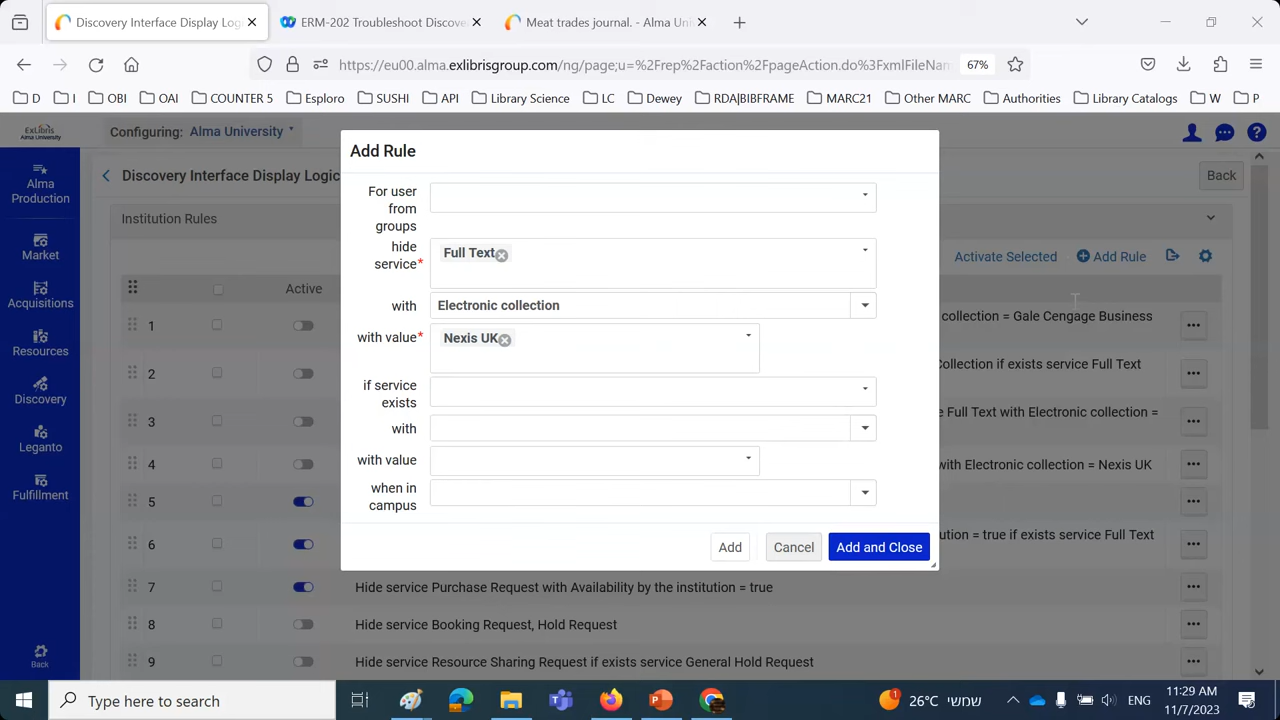 Discovery Interface Display Logi
ERM-202 Troubleshoot Discove
Meat trades journal. - Alma Uni
https://eu00.alma.exlibrisgroup.com/ng/page;u=%2Frep%2Faction%2FpageAction.do%3FxmlFileNam
67%
D
I
OBI
OAI
COUNTER 5
Esploro
SUSHI
API
Library Science
LC
Dewey
RDA|BIBFRAME
MARC21
Other MARC
Authorities
Library Catalogs
W
P
ExLibris
Alma University
Configuring: Alma University
Alma
Production
Market
Acquisitions
Resources
Discovery
Leganto
Fulfillment
Back
Discovery Interface Display Logic
Back
Institution Rules
Activate Selected
Add Rule
Active
1
collection = Gale Cengage Business
2
Collection if exists service Full Text
3
e Full Text with Electronic collection =
4
with Electronic collection = Nexis UK
5
6
ution = true if exists service Full Text
7
Hide service Purchase Request with Availability by the institution = true
8
Hide service Booking Request, Hold Request
9
Hide service Resource Sharing Request if exists service General Hold Request
Add Rule
For user
from
groups
hide
service*
Full Text
with
Electronic collection
with value*
Nexis UK
if service
exists
with
with value
when in
campus
Add
Cancel
Add and Close
Type here to search
1
26°C שמשי
ENG
11:29 AM
11/7/2023